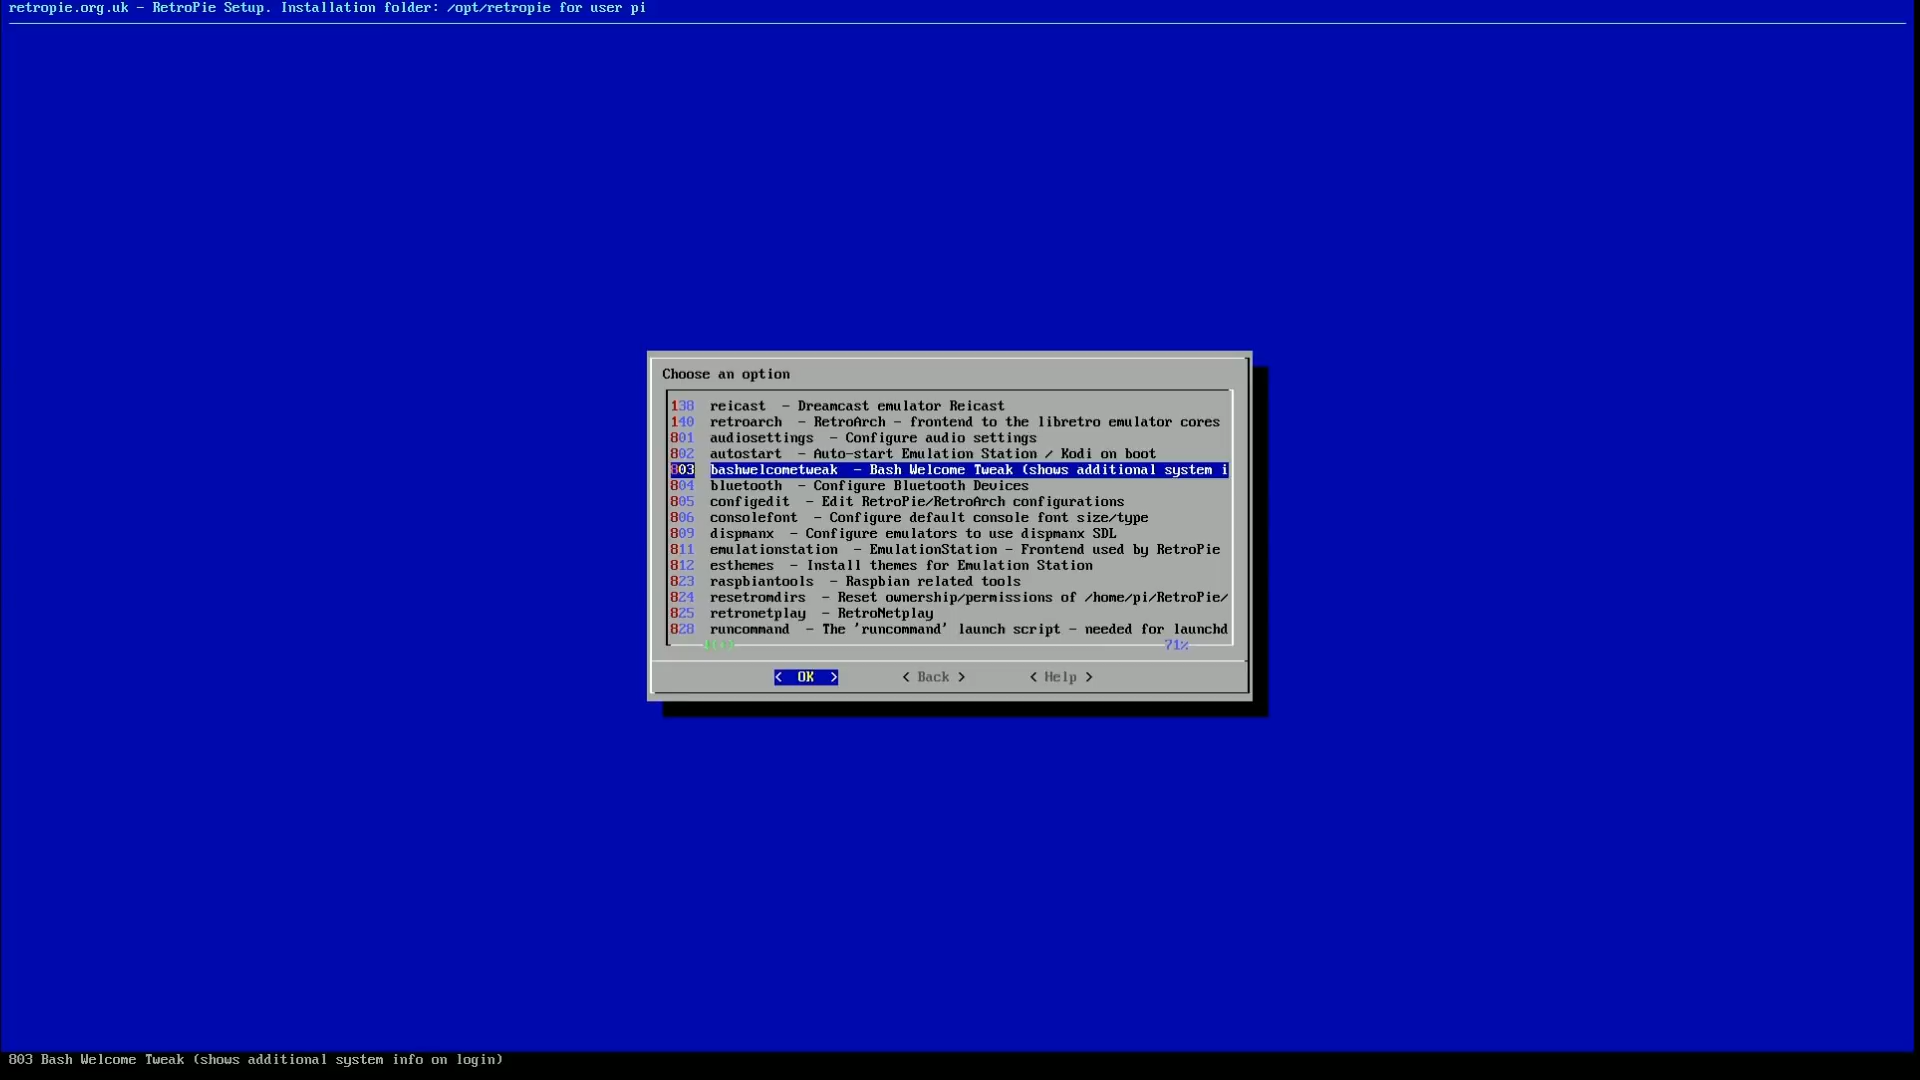 retropie.org.uk - RetroPie Setup. Installation folder: /opt/retropie for user pi
Choose an option
138 reicast - Dreamcast emulator Reicast
140 retroarch - RetroArch - frontend to the libretro emulator cores
801 audiosettings - Configure audio settings
802 autostart - Auto-start Emulation Station / Kodi on boot
803 bashwelcometweak - Bash Welcome Tweak (shows additional system i
804 bluetooth - Configure Bluetooth Devices
805 configedit - Edit RetroPie/RetroArch configurations
806 consolefont - Configure default console font size/type
809 dispmanx - Configure emulators to use dispmanx SDL
811 emulationstation - EmulationStation - Frontend used by RetroPie
812 esthemes - Install themes for Emulation Station
823 raspbiantools - Raspbian related tools
824 resetromdirs - Reset ownership/permissions of /home/pi/RetroPie/
825 retronetplay - RetroNetplay
828 runcommand - The 'runcommand' launch script - needed for launchd
71%
< OK > < Back > < Help >
803 Bash Welcome Tweak (shows additional system info on login)